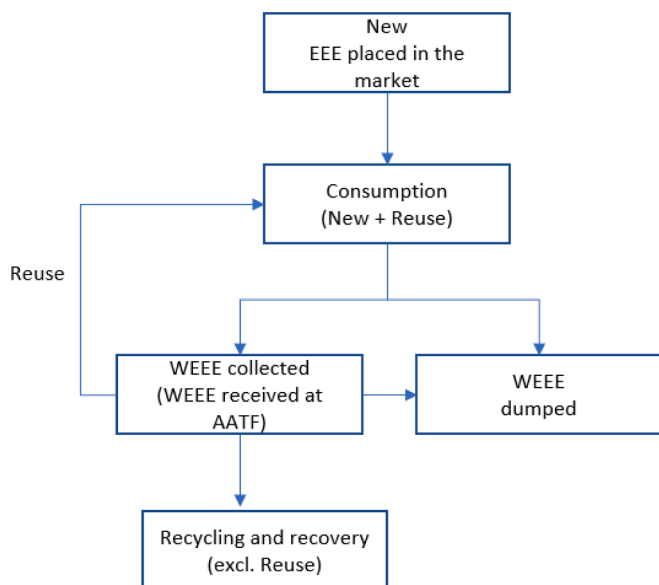 New
EEE placed in the
market
Consumption
(New + Reuse)
Reuse
WEEE collected
(WEEE received at
AATF)
WEEE
dumped
Recycling and recovery
(excl. Reuse)